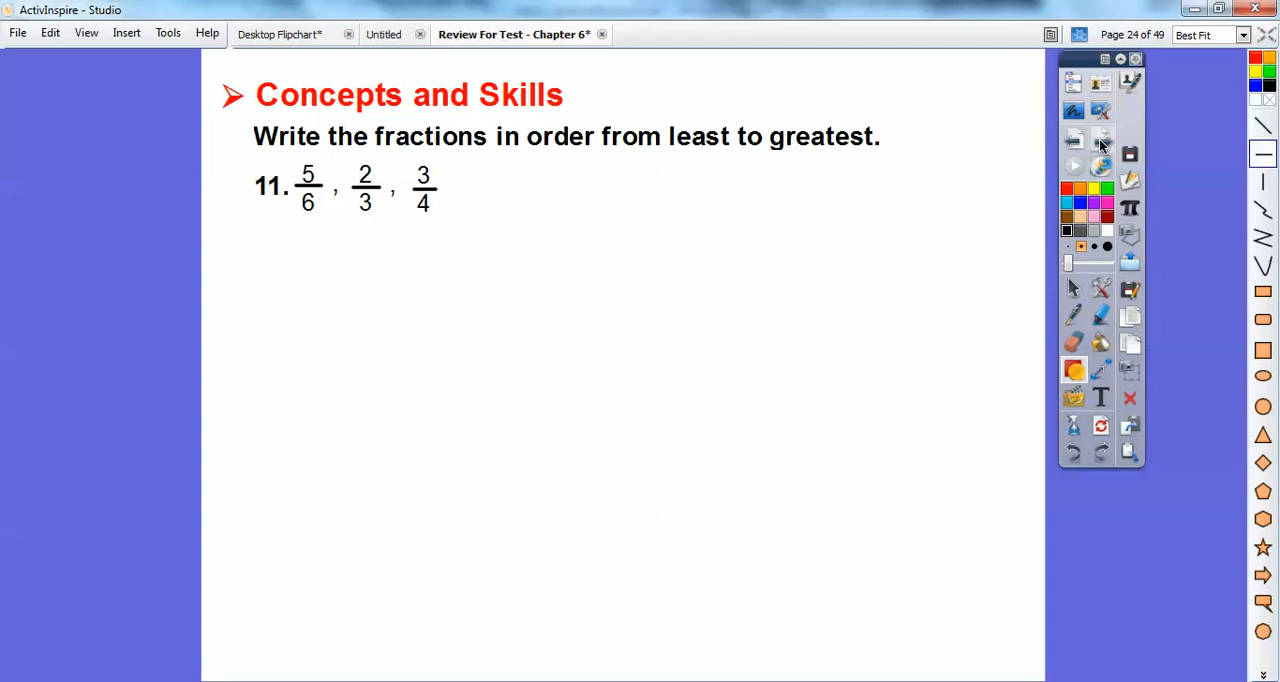 ActivInspire - Studio
File Edit View Insert Tools Help
Desktop Flipchart* Untitled Review For Test - Chapter 6*
Page 24 of 49 Best Fit
Concepts and Skills
Write the fractions in order from least to greatest.
11. 5/6 , 2/3 , 3/4